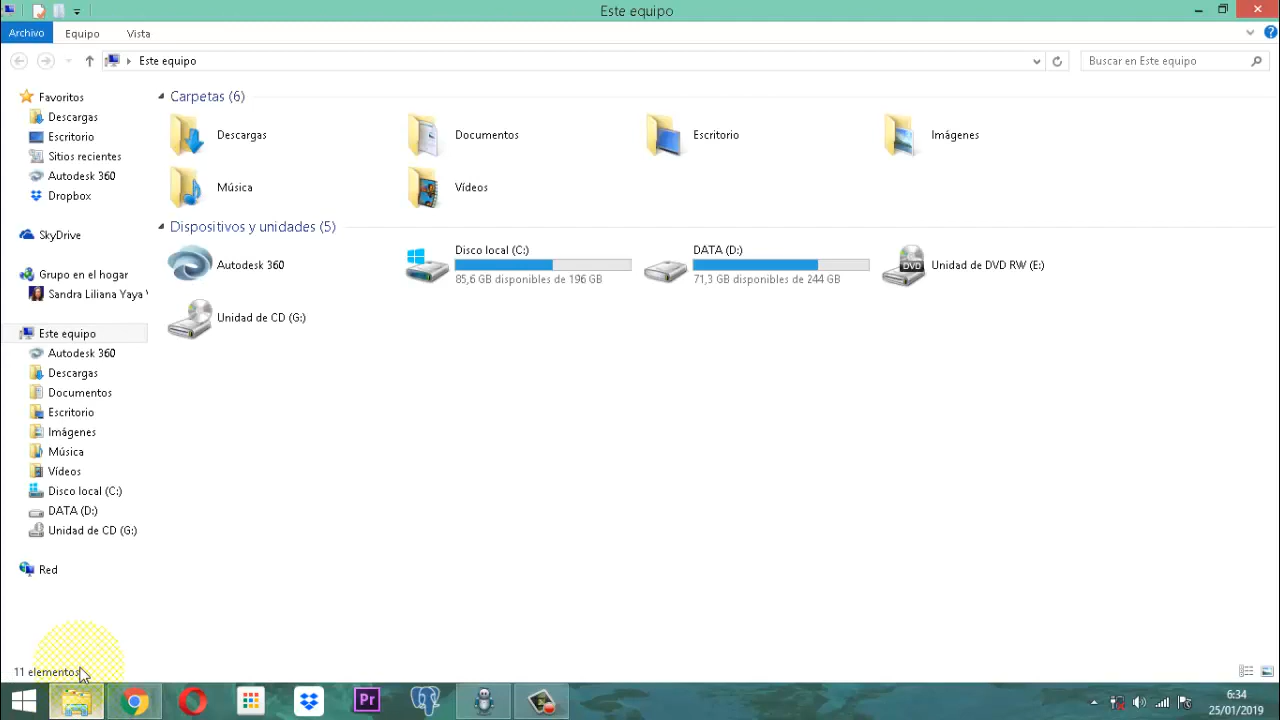 Este equipo
Archivo
Equipo
Vista
Este equipo
Buscar en Este equipo
Favoritos
Descargas
Escritorio
Sitios recientes
Autodesk 360
Dropbox
SkyDrive
Grupo en el hogar
Sandra Liliana Yaya
Este equipo
Autodesk 360
Descargas
Documentos
Escritorio
Imágenes
Música
Vídeos
Disco local (C:)
DATA (D:)
Unidad de CD (G:)
Red
Carpetas (6)
Descargas
Documentos
Escritorio
Imágenes
Música
Vídeos
Dispositivos y unidades (5)
Autodesk 360
Disco local (C:)
85,6 GB disponibles de 196 GB
DATA (D:)
71,3 GB disponibles de 244 GB
DVD
Unidad de DVD RW (E:)
Unidad de CD (G:)
11 elementos
Pr
6:34
25/01/2019